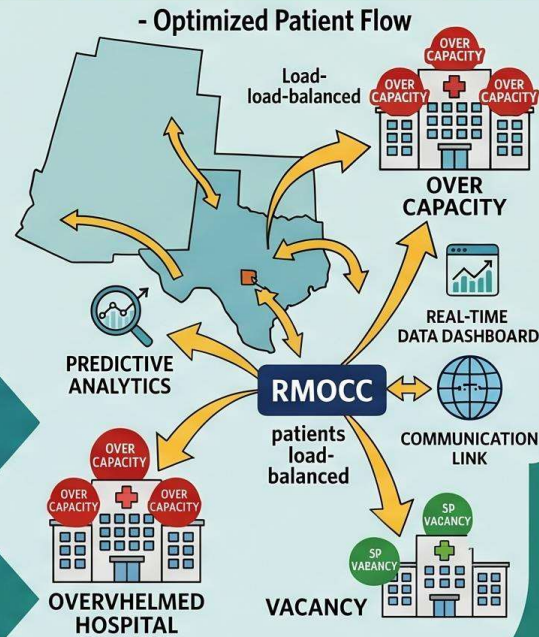 - Optimized Patient Flow
Load-
load-balanced
OVER
CAPACITY
OVER
CAPACITY
OVER
CAPACITY
OVER
CAPACITY
REAL-TIME
DATA DASHBOARD
PREDICTIVE
ANALYTICS
RMOCC
patients
load-
balanced
COMMUNICATION
LINK
OVER
CAPACITY
OVER
CAPACITY
OVER
CAPACITY
OVERVHELMED
HOSPITAL
SP
VACANCY
SP
VABANCY
VACANCY